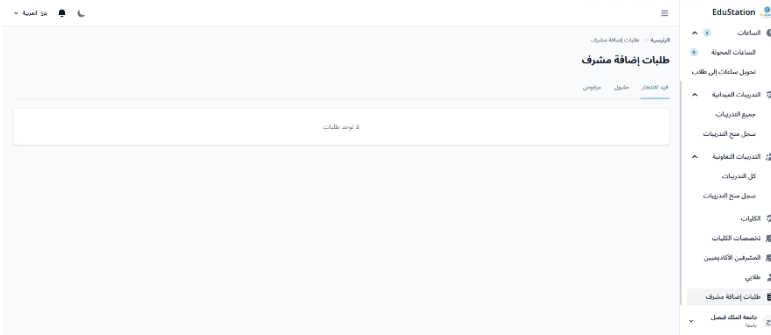 EduStation
الساعات
الساعات المحولة
تحويل ساعات إلى طلاب
التدريبات الميدانية
جميع التدريبات
سجل منح التدريبات
التدريبات التعاونية
كل التدريبات
سجل منح التدريبات
الكليات
تخصصات الكليات
المشرفين الأكاديميين
طلابي
طلبات إضافة مشرف
جامعة الملك فيصل
جامعة
العربية
الرئيسية / طلبات إضافة مشرف
طلبات إضافة مشرف
قيد الانتظار مقبول مرفوض
لا توجد طلبات